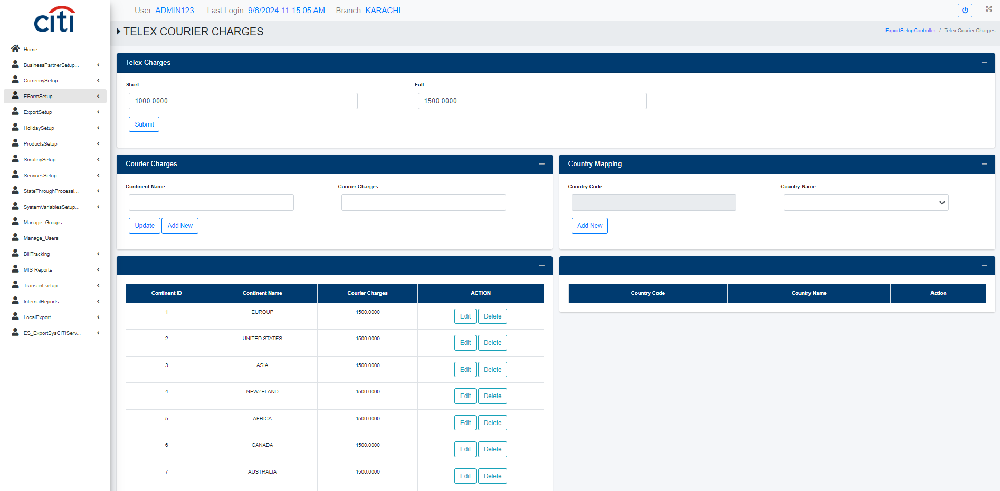 citi
User: ADMIN123 Last Login: 9/6/2024 11:15:05 AM Branch: KARACHI
TELEX COURIER CHARGES
ExportSetupController / Telex Courier Charges
Home
BusinessPartnerSetup...
CurrencySetup
EFormSetup
ExportSetup
HolidaySetup
ProductsSetup
ScrutinySetup
ServicesSetup
StateThroughProcessi...
SystemVariablesSetup...
Manage_Groups
Manage_Users
BillTracking
MIS Reports
Transact setup
InternalReports
LocalExport
ES_ExportSysCITIServ...
Telex Charges
Short Full
1000.0000 1500.0000
Submit
Courier Charges
Continent Name Courier Charges
Update Add New
Country Mapping
Country Code Country Name
Add New
Continent ID Continent Name Courier Charges ACTION
1 EUROUP 1500.0000 Edit Delete
2 UNITED STATES 1500.0000 Edit Delete
3 ASIA 1500.0000 Edit Delete
4 NEWZELAND 1500.0000 Edit Delete
5 AFRICA 1500.0000 Edit Delete
6 CANADA 1500.0000 Edit Delete
7 AUSTRALIA 1500.0000 Edit Delete
Country Code Country Name Action